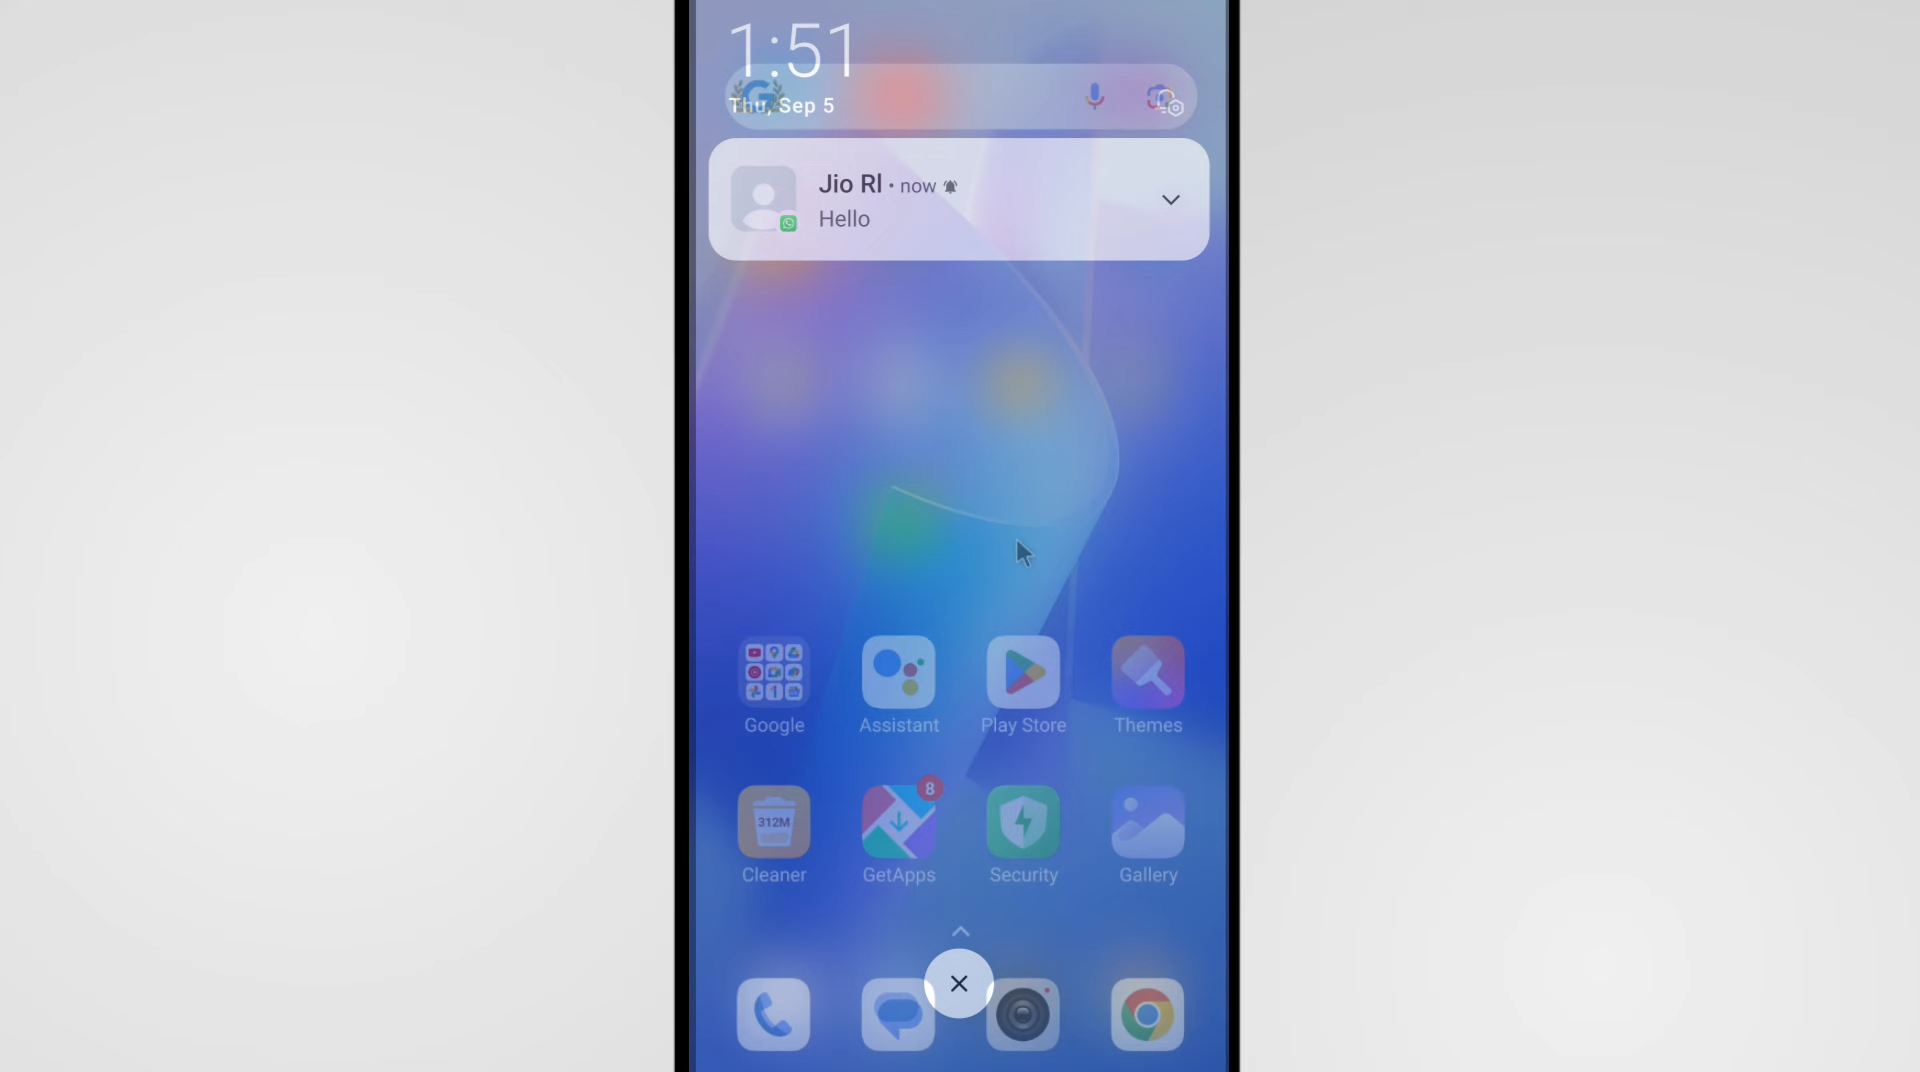 1:51
Thu, Sep 5
Jio Rl • now
Hello
Google
Assistant
Play Store
Themes
8
312M
Cleaner
GetApps
Security
Gallery